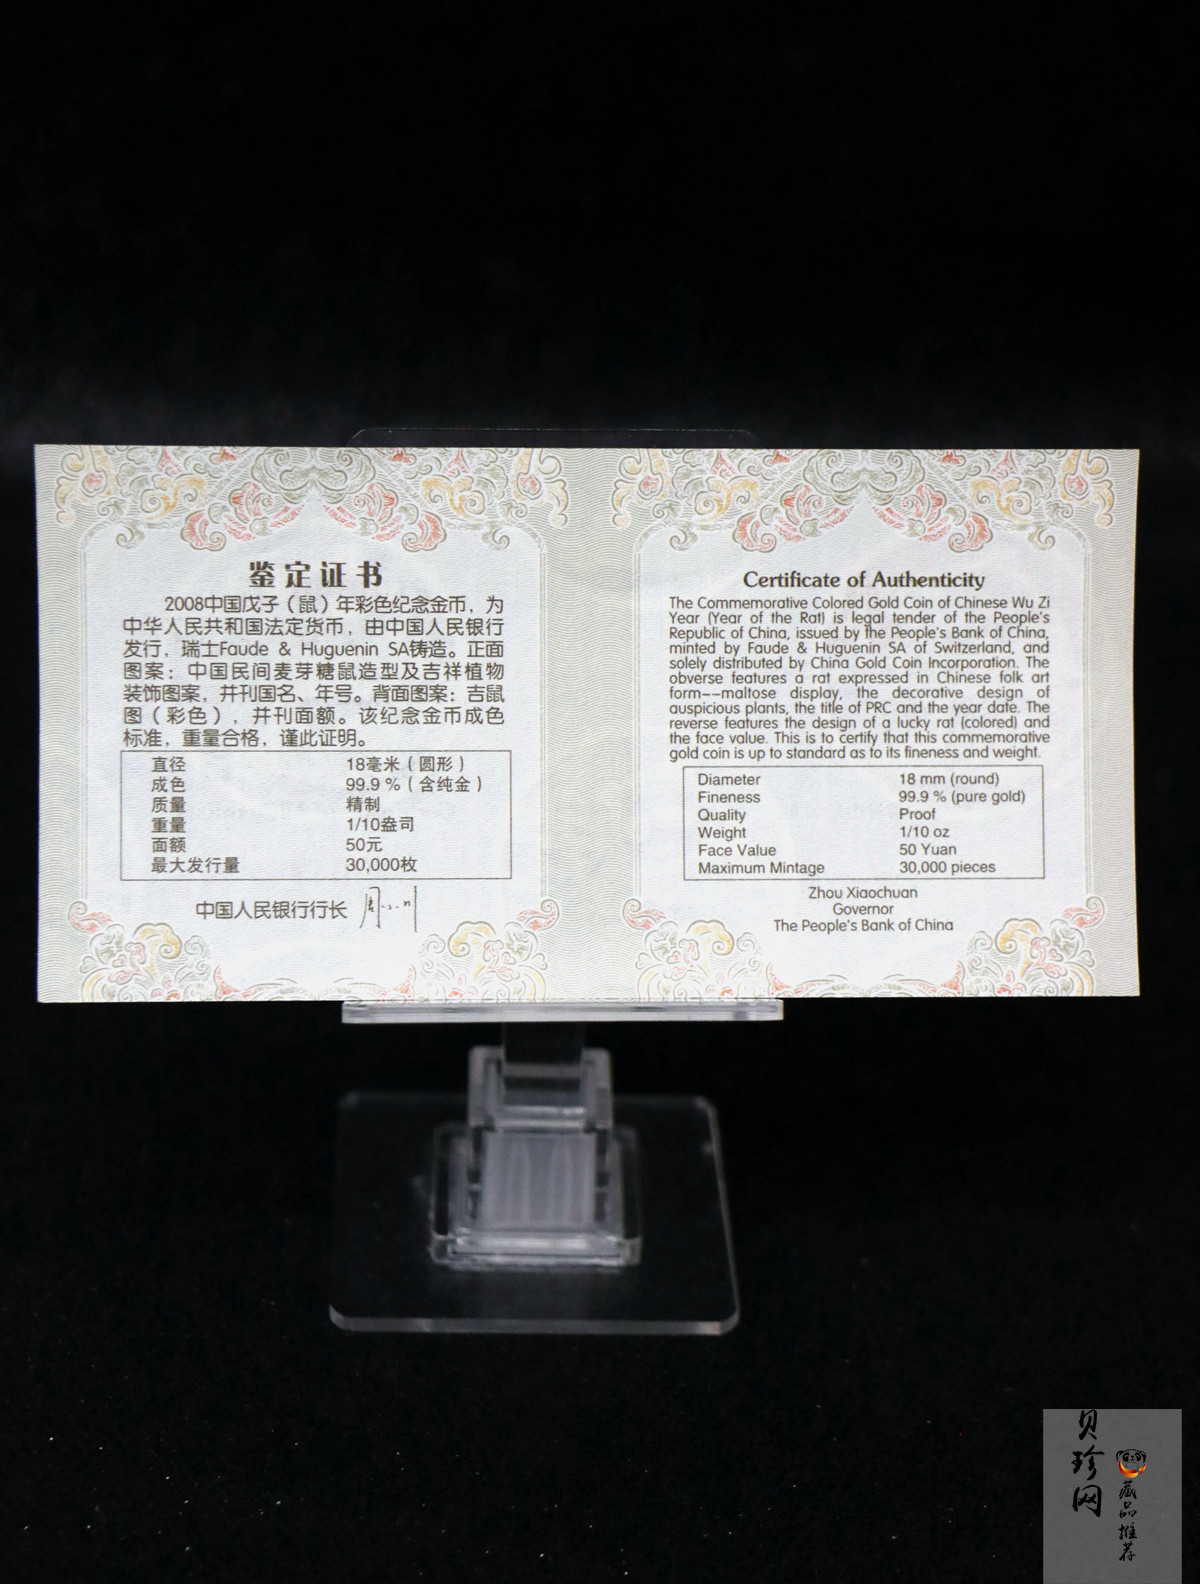 鉴定证书
2008中国戊子（鼠）年彩色纪念金币，为
中华人民共和国法定货币，由中国人民银行
发行，瑞士Faude & Huguenin SA铸造。正面
图案：中国民间麦芽糖鼠造型及吉祥植物
装饰图案，并刊国名、年号。背面图案：吉鼠
图（彩色），并刊面额。该纪念金币成色
标准，重量合格，谨此证明。
直径 18毫米（圆形）
成色 99.9 %（含纯金）
质量 精制
重量 1/10盎司
面额 50元
最大发行量 30,000枚
中国人民银行行长
Certificate of Authenticity
The Commemorative Colored Gold Coin of Chinese Wu Zi
Year (Year of the Rat) is legal tender of the People's
Republic of China, issued by the People's Bank of China,
minted by Faude & Huguenin SA of Switzerland, and
solely distributed by China Gold Coin Incorporation. The
obverse features a rat expressed in Chinese folk art
form--maltose display, the decorative design of
auspicious plants, the title of PRC and the year date. The
reverse features the design of a lucky rat (colored) and
the face value. This is to certify that this commemorative
gold coin is up to standard as to its fineness and weight.
Diameter 18 mm (round)
Fineness 99.9 % (pure gold)
Quality Proof
Weight 1/10 oz
Face Value 50 Yuan
Maximum Mintage 30,000 pieces
Zhou Xiaochuan
Governor
The People's Bank of China
贝珍网
藏品推荐